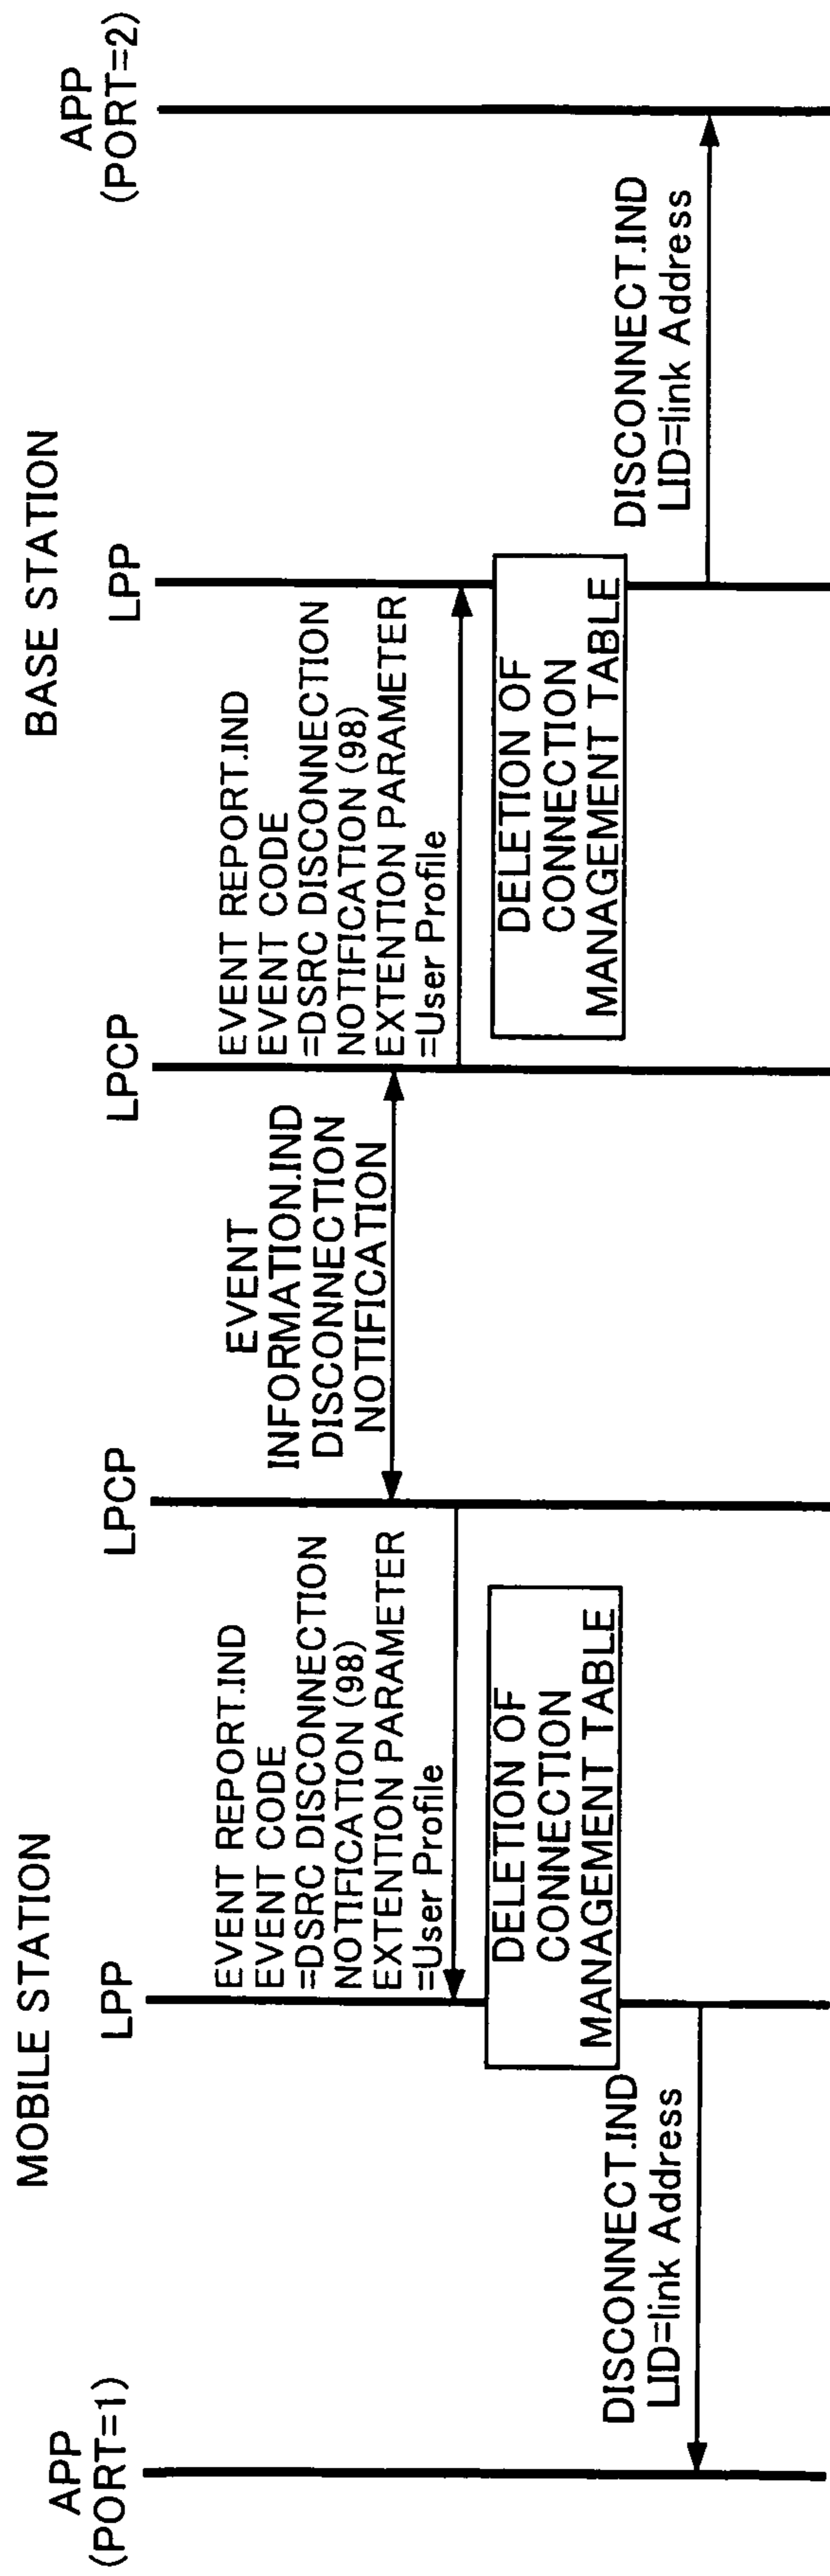 MOBILE STATION
BASE STATION
APP
(PORT=1)
LPP
LPCP
LPCP
LPP
APP
(PORT=2)
EVENT REPORT.IND
EVENT CODE
=DSRC DISCONNECTION
NOTIFICATION (98)
EXTENTION PARAMETER
=User Profile
EVENT
INFORMATION.IND
DISCONNECTION
NOTIFICATION
EVENT REPORT.IND
EVENT CODE
=DSRC DISCONNECTION
NOTIFICATION (98)
EXTENTION PARAMETER
=User Profile
DELETION OF
CONNECTION
MANAGEMENT TABLE
DELETION OF
CONNECTION
MANAGEMENT TABLE
DISCONNECT.IND
LID=link Address
DISCONNECT.IND
LID=link Address